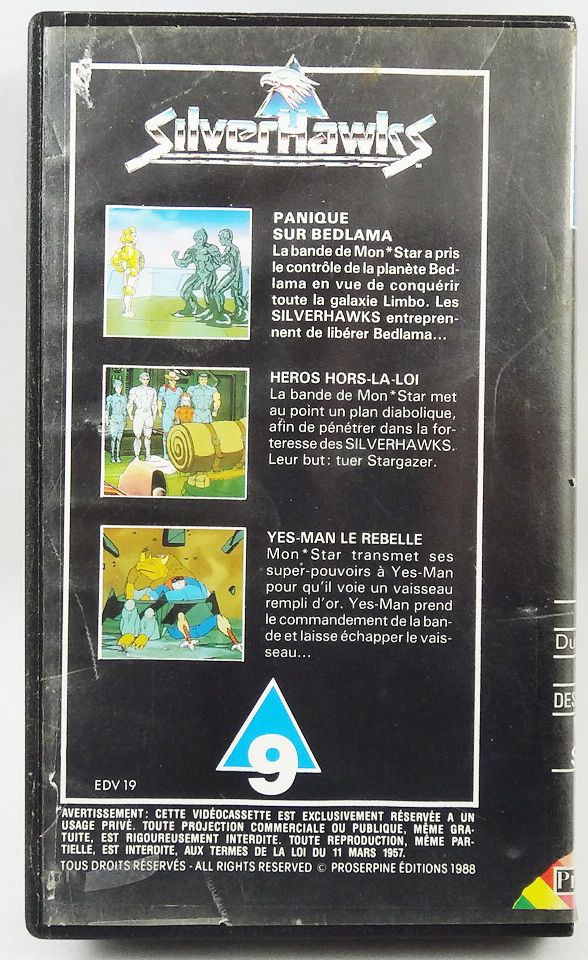 SilverHawks
TM
PANIQUE
SUR BEDLAMA
La bande de Mon*Star a pris
le contrôle de la planète Bed-
lama en vue de conquérir
toute la galaxie Limbo. Les
SILVERHAWKS entrepren-
nent de libérer Bedlama...
HEROS HORS-LA-LOI
La bande de Mon*Star met
au point un plan diabolique,
afin de pénétrer dans la for-
teresse des SILVERHAWKS.
Leur but : tuer Stargazer.
YES-MAN LE REBELLE
Mon*Star transmet ses
super-pouvoirs à Yes-Man
pour qu'il voie un vaisseau
rempli d'or. Yes-Man prend
le commandement de la ban-
de et laisse échapper le vais-
seau...
9
EDV 19
AVERTISSEMENT : CETTE VIDÉOCASSETTE EST EXCLUSIVEMENT RÉSERVÉE A UN
USAGE PRIVÉ. TOUTE PROJECTION COMMERCIALE OU PUBLIQUE, MÊME GRA-
TUITE, EST RIGOUREUSEMENT INTERDITE. TOUTE REPRODUCTION, MÊME PAR-
TIELLE, EST INTERDITE, AUX TERMES DE LA LOI DU 11 MARS 1957.
TOUS DROITS RÉSERVÉS - ALL RIGHTS RESERVED © PROSERPINE ÉDITIONS 1988
Du
DES